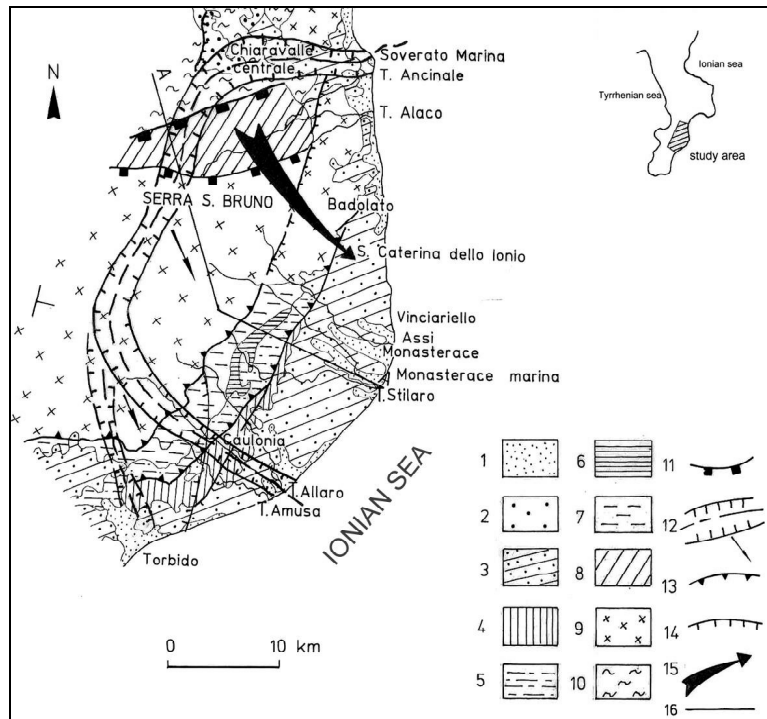 Chiaravalle
Centrale
Soverato Marina
T. Ancinale
T. Alaco
N
A
SERRA S. BRUNO
Badolato
S. Caterina dello Ionio
Vinciariello
Assi
Monasterace
Monasterace marina
T.Stilaro
Caulonia
T.Allaro
T.Amusa
Torbido
IONIAN SEA
0 10 km
Tyrrhenian sea
Ionian sea
study area
1 6 11
2 7 12
3 8 13
4 9 14
5 10 15
16